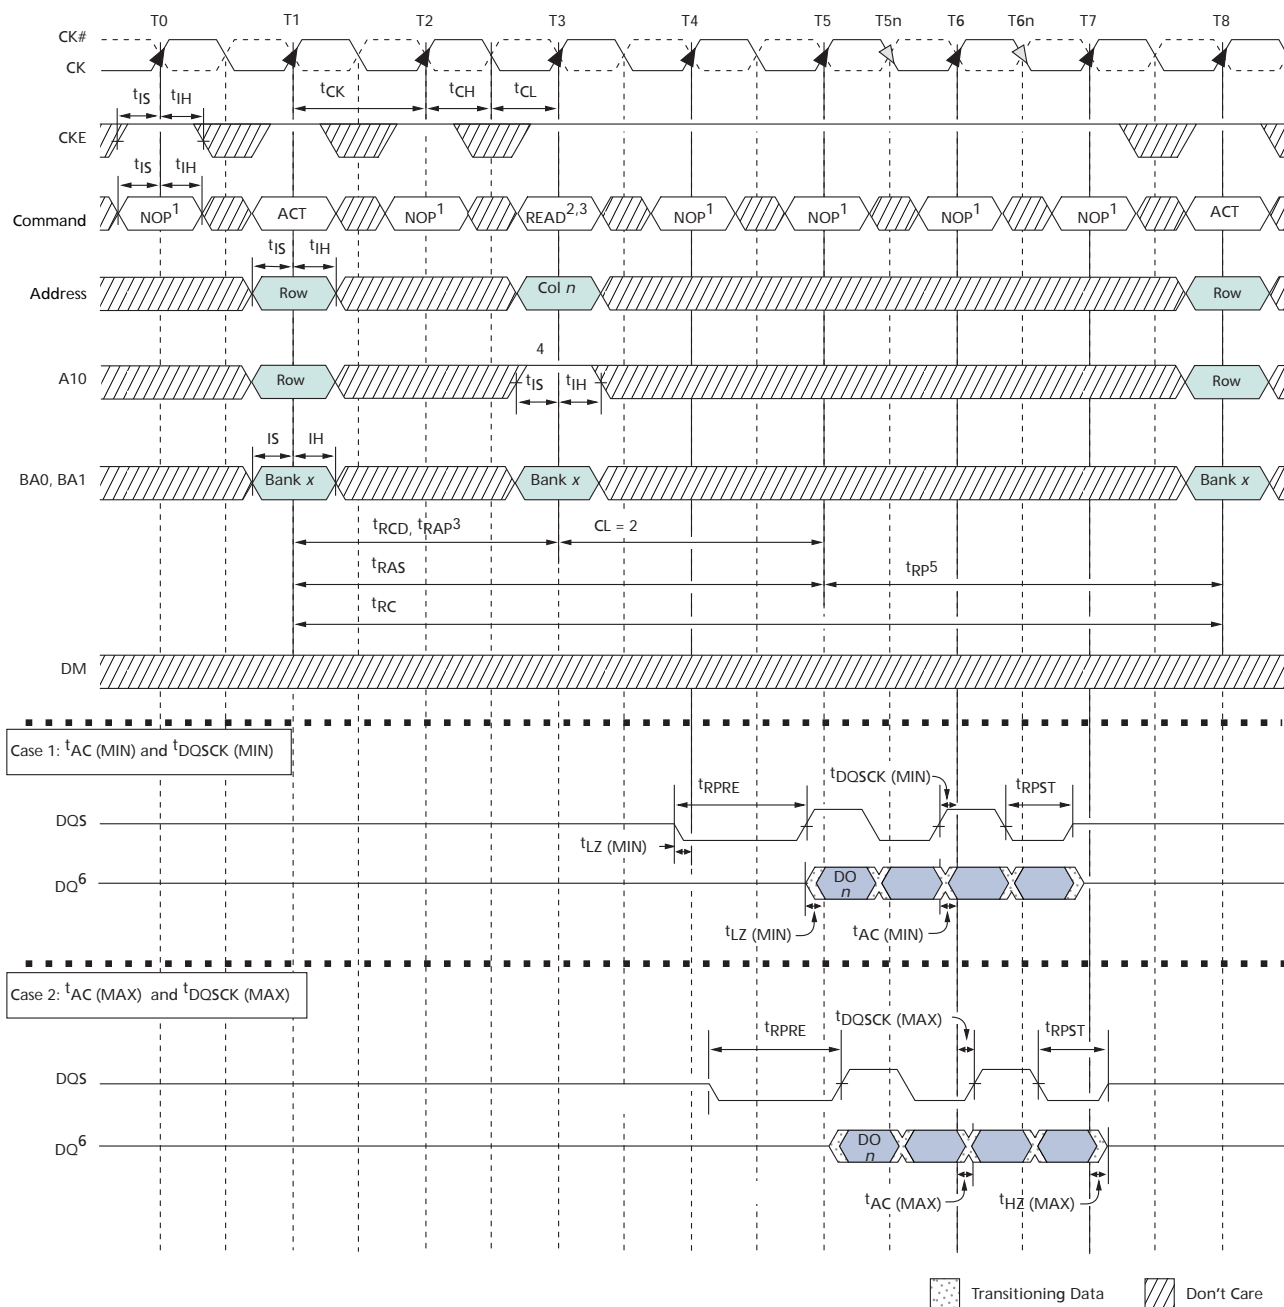 T0 T1 T2 T3 T4 T5 T5n T6 T6n T7 T8
CK#
CK
tCK tCH tCL
tIS tIH
CKE
tIS tIH
Command NOP1 ACT NOP1 READ2,3 NOP1 NOP1 NOP1 NOP1 ACT
tIS tIH
Address Row Col n Row
4
A10 Row tIS tIH Row
IS IH
BA0, BA1 Bank x Bank x Bank x
tRCD, tRAP3 CL = 2
tRAS tRP5
tRC
DM
Case 1: tAC (MIN) and tDQSCK (MIN)
tRPRE tDQSCK (MIN) tRPST
DQS
tLZ (MIN)
DQ6 DO n
tLZ (MIN) tAC (MIN)
Case 2: tAC (MAX) and tDQSCK (MAX)
tRPRE tDQSCK (MAX) tRPST
DQS
DQ6 DO n
tAC (MAX) tHZ (MAX)
Transitioning Data Don't Care